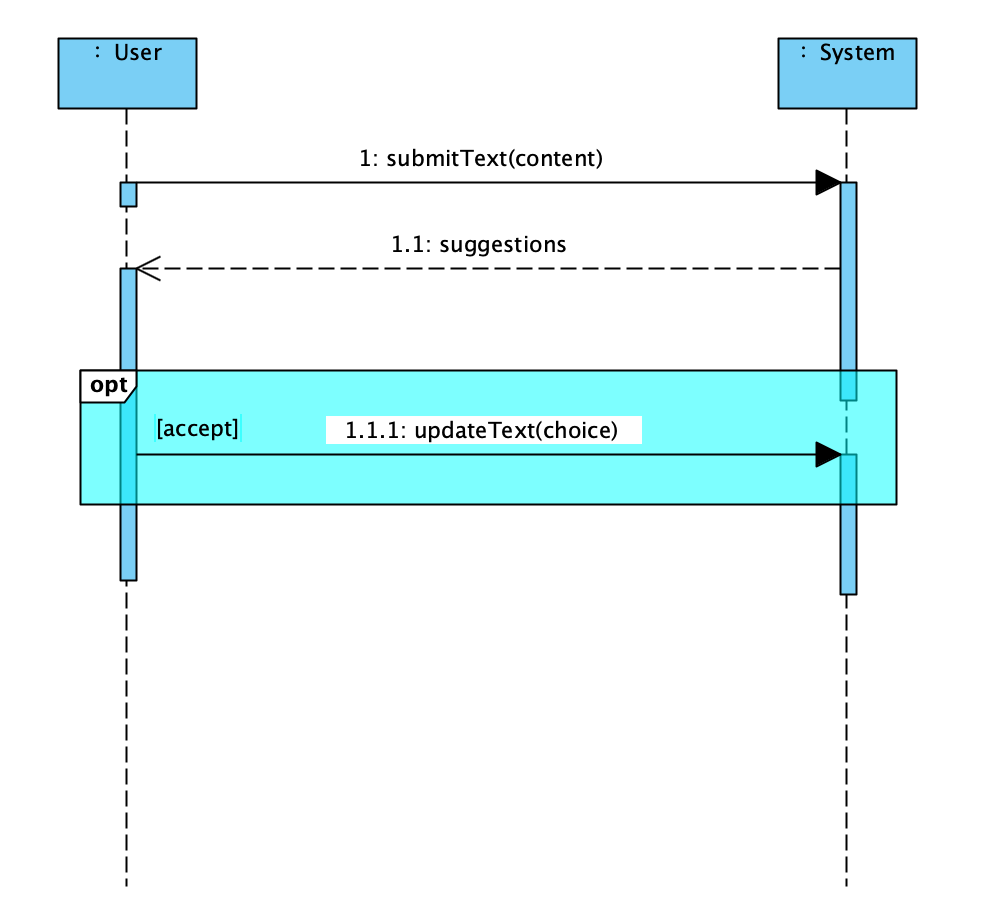 : User
: System
1: submitText(content)
1.1: suggestions
opt
[accept]
1.1.1: updateText(choice)